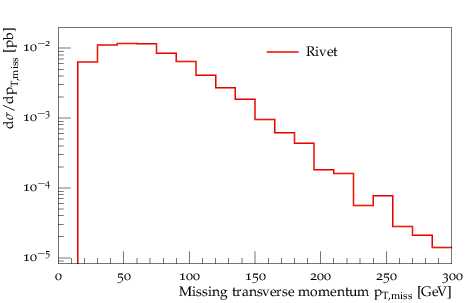 dσ/dp_T,miss [pb]
10⁻²
10⁻³
10⁻⁴
10⁻⁵
Rivet
0 50 100 150 200 250 300
Missing transverse momentum p_T,miss [GeV]